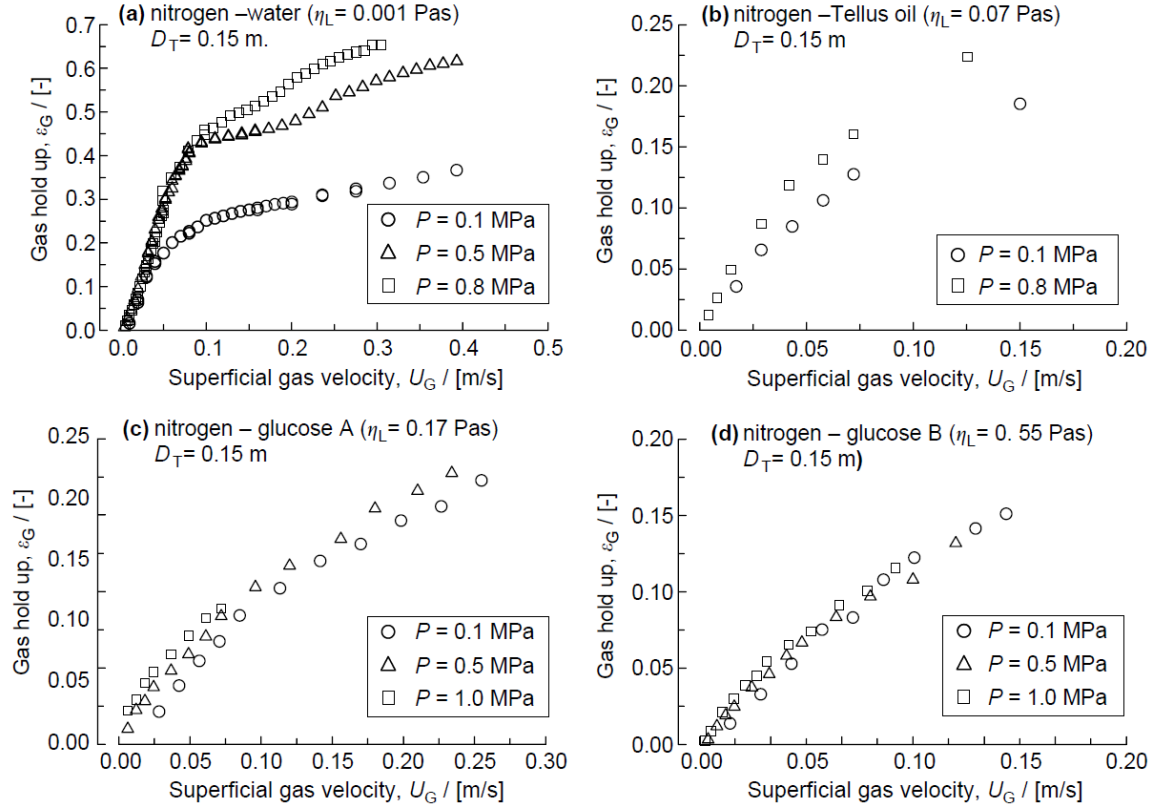 (a) nitrogen –water (ηL= 0.001 Pas)
DT= 0.15 m.
Gas hold up, εG / [-]
0.7
0.6
0.5
0.4
0.3
0.2
0.1
0.0
P = 0.1 MPa
P = 0.5 MPa
P = 0.8 MPa
0.0 0.1 0.2 0.3 0.4 0.5
Superficial gas velocity, UG / [m/s]
(b) nitrogen –Tellus oil (ηL= 0.07 Pas)
DT= 0.15 m
Gas hold up, εG / [-]
0.25
0.20
0.15
0.10
0.05
0.00
P = 0.1 MPa
P = 0.8 MPa
0.00 0.05 0.10 0.15 0.20
Superficial gas velocity, UG / [m/s]
(c) nitrogen – glucose A (ηL= 0.17 Pas)
DT= 0.15 m
Gas hold up, εG / [-]
0.25
0.20
0.15
0.10
0.05
0.00
P = 0.1 MPa
P = 0.5 MPa
P = 1.0 MPa
0.00 0.05 0.10 0.15 0.20 0.25 0.30
Superficial gas velocity, UG / [m/s]
(d) nitrogen – glucose B (ηL= 0. 55 Pas)
DT= 0.15 m)
Gas hold up, εG / [-]
0.20
0.15
0.10
0.05
0.00
P = 0.1 MPa
P = 0.5 MPa
P = 1.0 MPa
0.00 0.05 0.10 0.15 0.20
Superficial gas velocity, UG / [m/s]